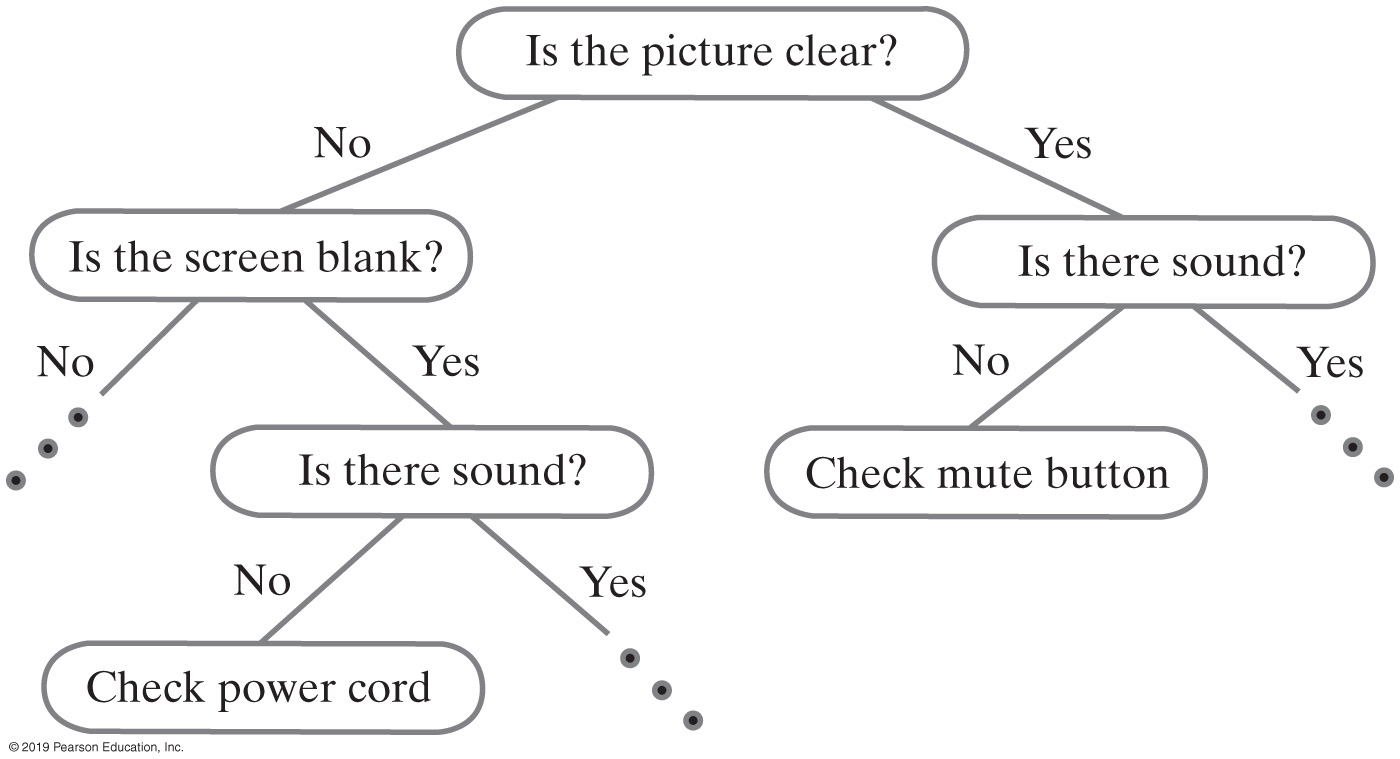 Is the picture clear?
No
Yes
Is the screen blank?
Is there sound?
No
Yes
No
Yes
Is there sound?
Check mute button
No
Yes
Check power cord
© 2019 Pearson Education, Inc.